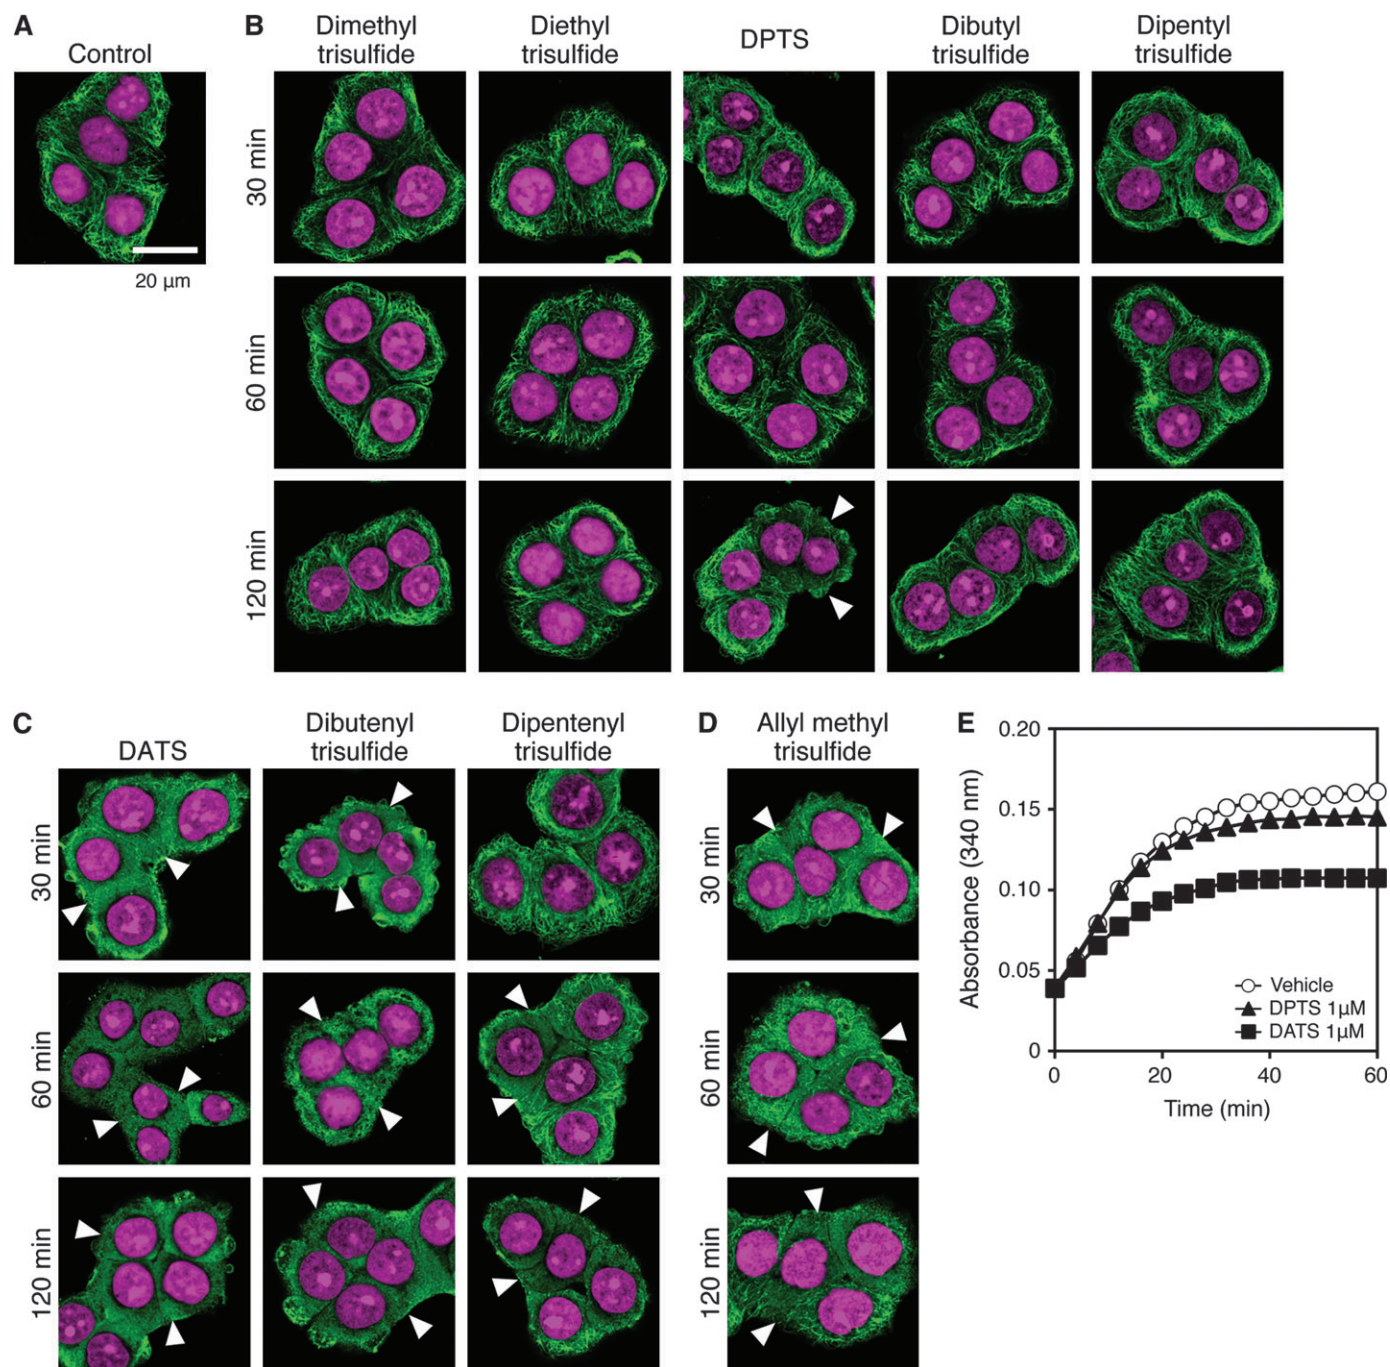 A
Control
20 μm
B
Dimethyl
trisulfide
Diethyl
trisulfide
DPTS
Dibutyl
trisulfide
Dipentyl
trisulfide
30 min
60 min
120 min
C
DATS
Dibutenyl
trisulfide
Dipentenyl
trisulfide
30 min
60 min
120 min
D
Allyl methyl
trisulfide
30 min
60 min
120 min
E
Absorbance (340 nm)
0.20
0.15
0.10
0.05
0
Vehicle
DPTS 1μM
DATS 1μM
0 20 40 60
Time (min)